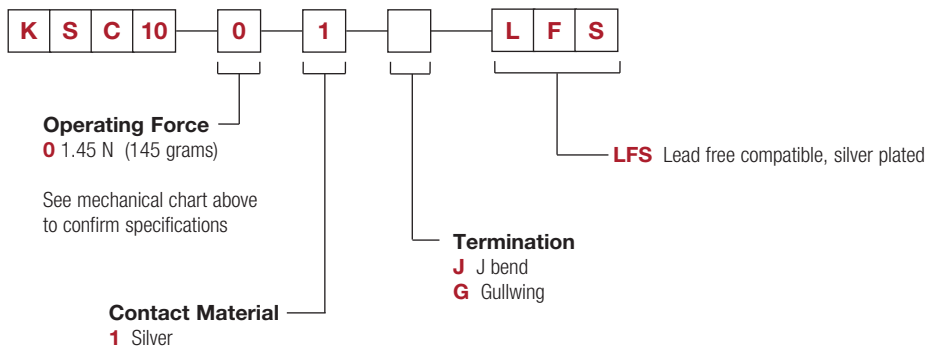 K S C 10 0 1 L F S
Operating Force
0 1.45 N (145 grams)
See mechanical chart above
to confirm specifications
LFS Lead free compatible, silver plated
Termination
J J bend
G Gullwing
Contact Material
1 Silver